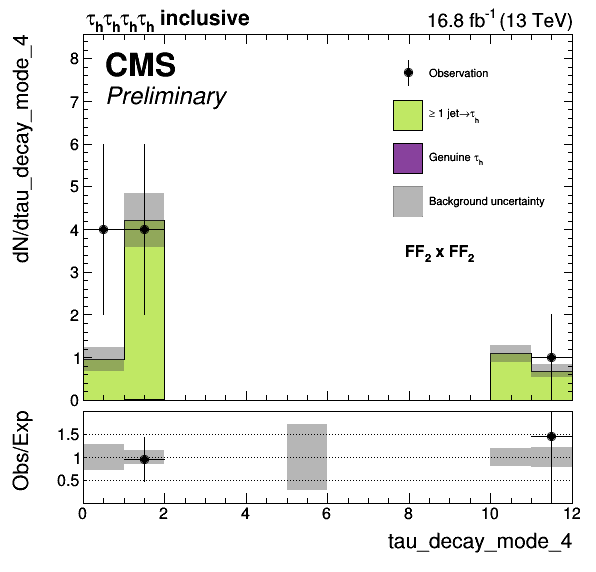 τhτhτhτh inclusive
16.8 fb⁻¹ (13 TeV)
CMS
Preliminary
Observation
≥ 1 jet→τh
Genuine τh
Background uncertainty
FF₂ x FF₂
dN/dtau_decay_mode_4
8
7
6
5
4
3
2
1
0
Obs/Exp
1.5
1
0.5
0 2 4 6 8 10 12
tau_decay_mode_4